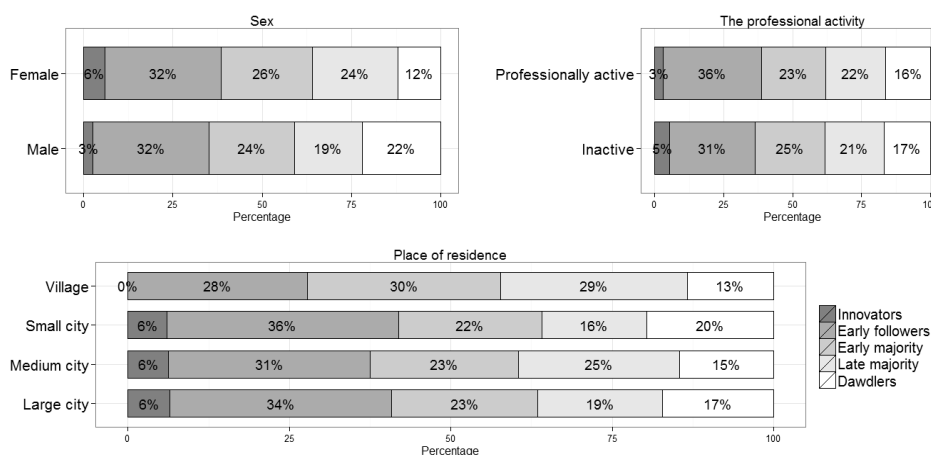 Sex
Female 6% 32% 26% 24% 12%
Male 3% 32% 24% 19% 22%
0 25 50 75 100
Percentage
The professional activity
Professionally active 3% 36% 23% 22% 16%
Inactive 5% 31% 25% 21% 17%
0 25 50 75 100
Percentage
Place of residence
Village 0% 28% 30% 29% 13%
Small city 6% 36% 22% 16% 20%
Medium city 6% 31% 23% 25% 15%
Large city 6% 34% 23% 19% 17%
0 25 50 75 100
Percentage
Innovators
Early followers
Early majority
Late majority
Dawdlers